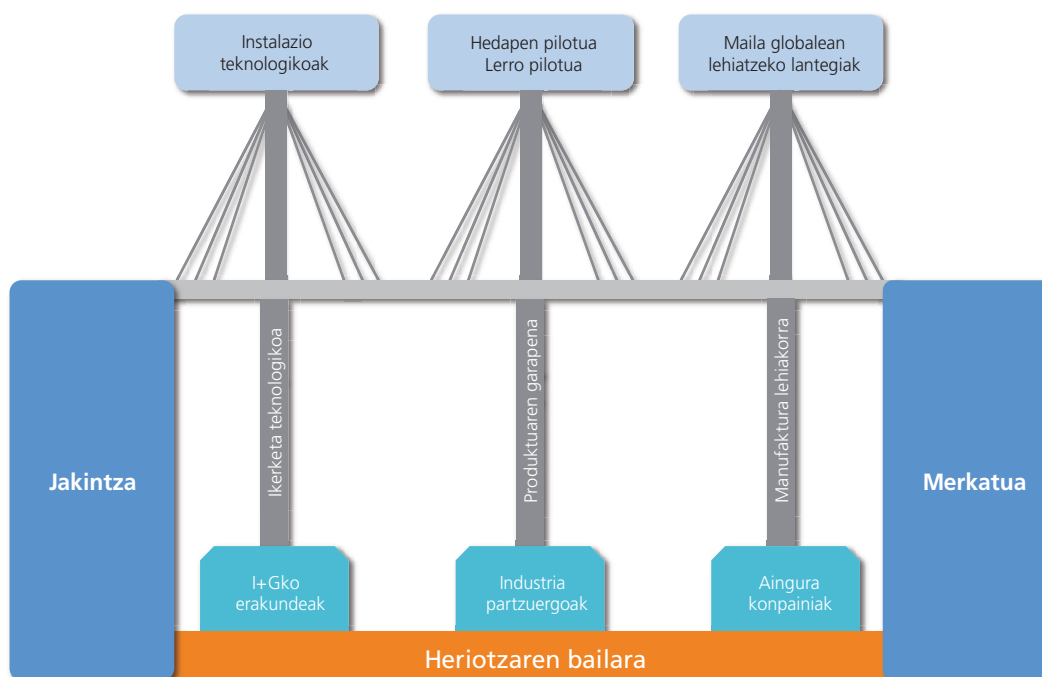 Instalazio
teknologikoak
Hedapen pilotua
Lerro pilotua
Maila globalean
lehiatzeko lantegiak
Jakintza
Ikerketa teknologikoa
Produktuaren garapena
Manufaktura lehiakorra
Merkatua
I+Gko
erakundeak
Industria
partzuergoak
Aingura
konpainiak
Heriotzaren bailara